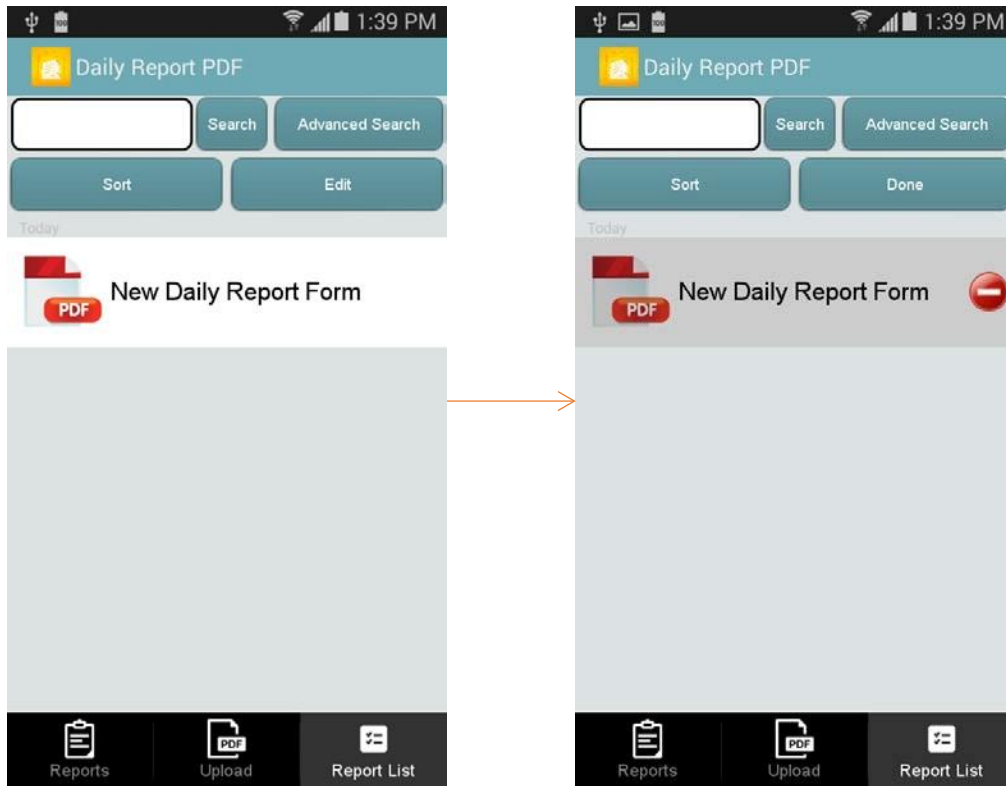 1:39 PM
Daily Report PDF
Search
Advanced Search
Sort
Edit
Today
PDF
New Daily Report Form
Reports
PDF
Upload
Report List
100
1:39 PM
Daily Report PDF
Search
Advanced Search
Sort
Done
Today
PDF
New Daily Report Form
Reports
PDF
Upload
Report List